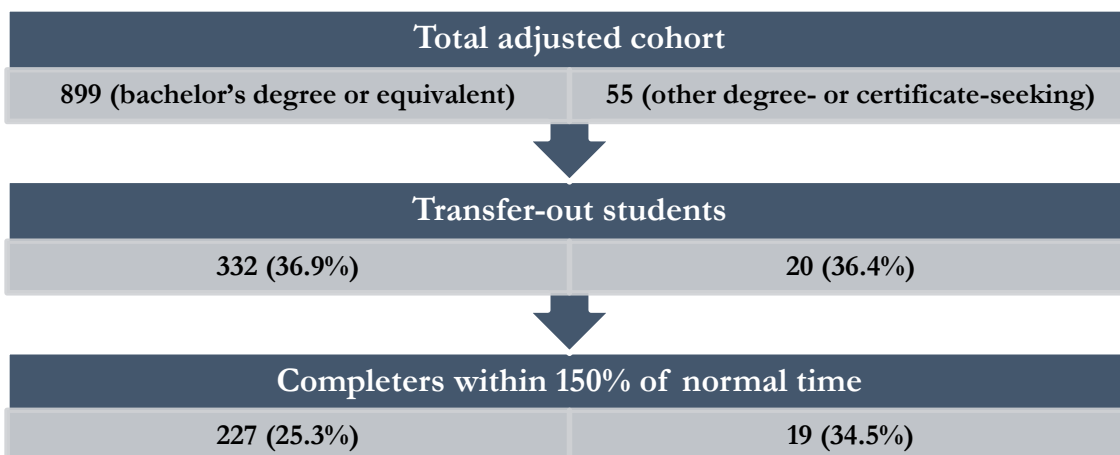 Total adjusted cohort
899 (bachelor’s degree or equivalent)
55 (other degree- or certificate-seeking)
Transfer-out students
332 (36.9%)
20 (36.4%)
Completers within 150% of normal time
227 (25.3%)
19 (34.5%)